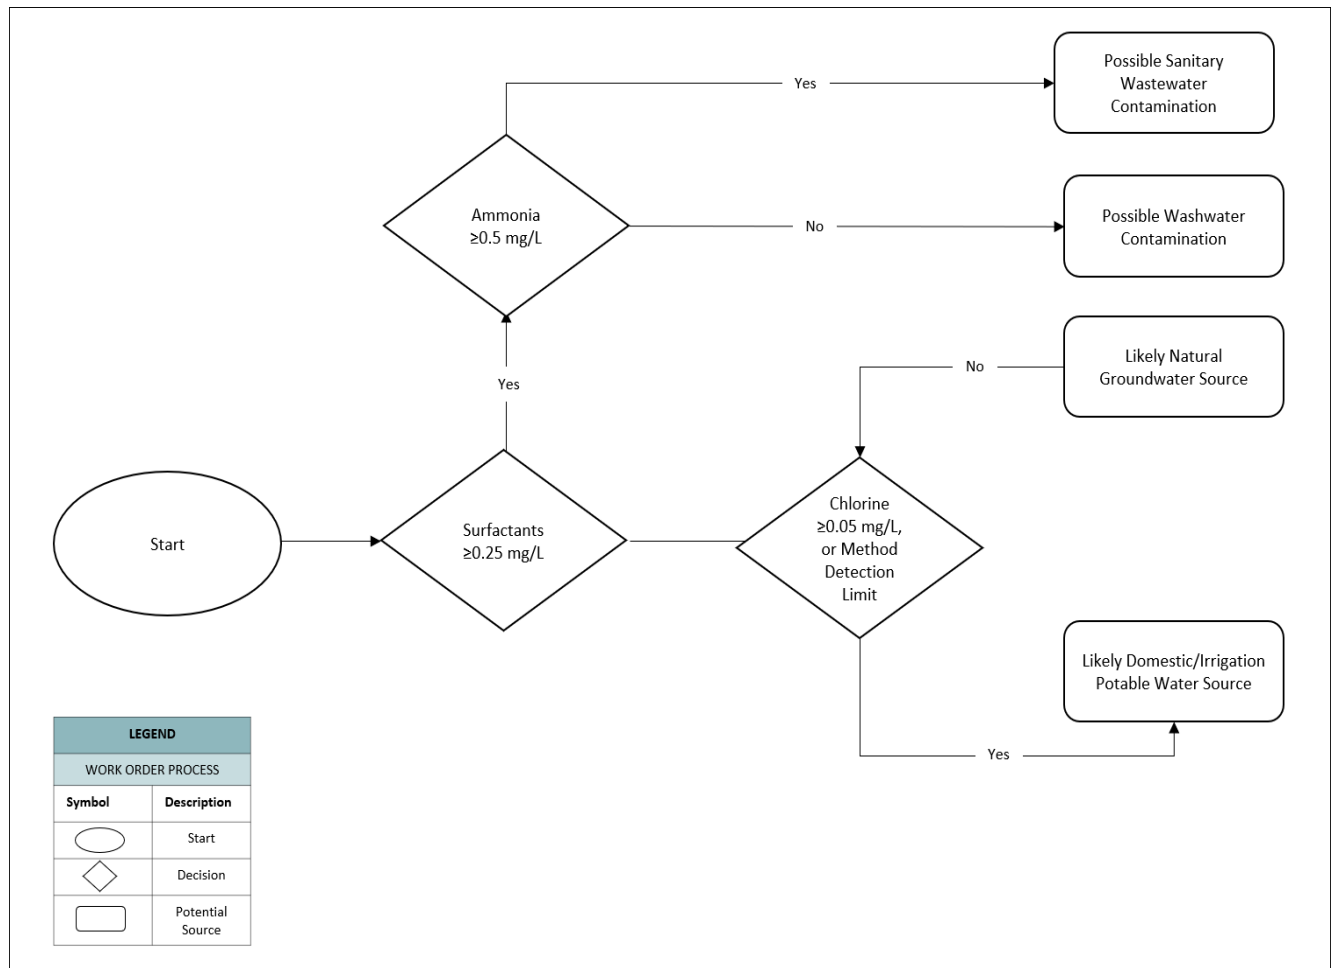 Possible Sanitary
Wastewater
Contamination
Yes
Ammonia
≥0.5 mg/L
No
Possible Washwater
Contamination
Likely Natural
Groundwater Source
No
Yes
Start
Surfactants
≥0.25 mg/L
Chlorine
≥0.05 mg/L,
or Method
Detection
Limit
Likely Domestic/Irrigation
Potable Water Source
Yes
LEGEND
WORK ORDER PROCESS
Symbol Description
Start
Decision
Potential
Source